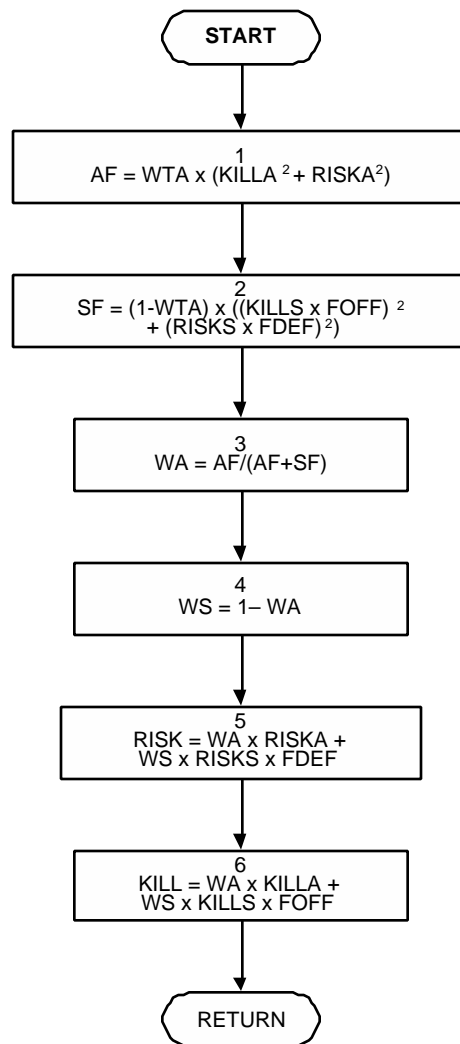 START
1
AF = WTA x (KILLA ² + RISKA²)
2
SF = (1-WTA) x ((KILLS x FOFF) ²
+ (RISKS x FDEF) ²)
3
WA = AF/(AF+SF)
4
WS = 1– WA
5
RISK = WA x RISKA +
WS x RISKS x FDEF
6
KILL = WA x KILLA +
WS x KILLS x FOFF
RETURN